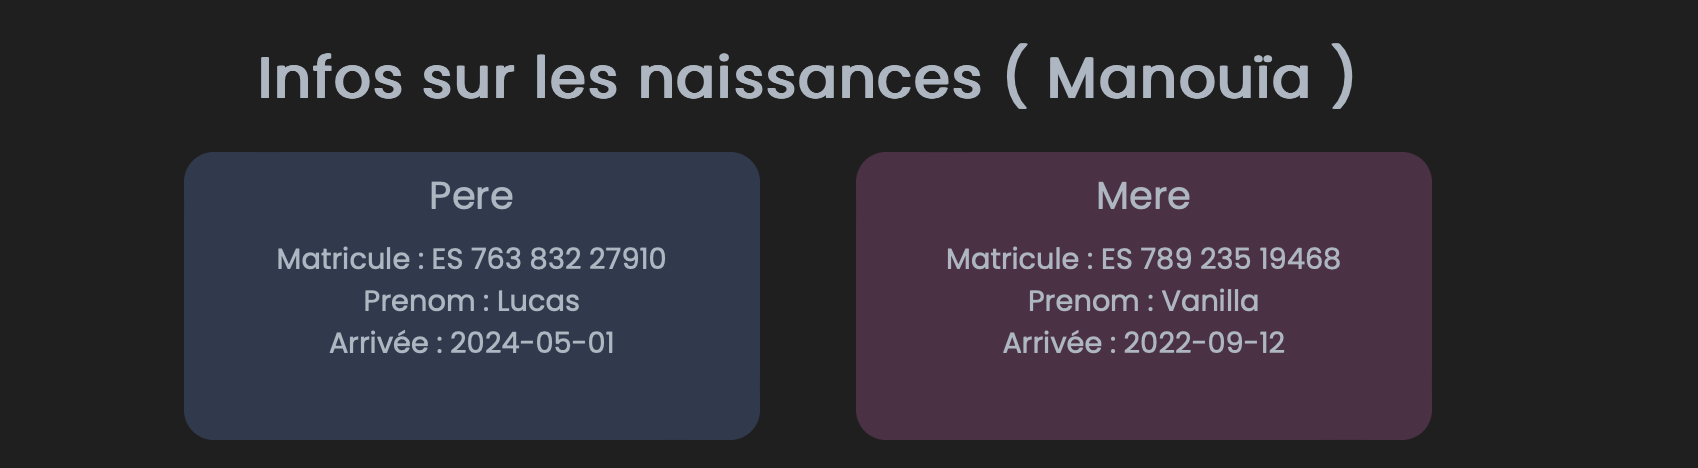 Infos sur les naissances ( Manouïa )
Pere
Matricule : ES 763 832 27910
Prenom : Lucas
Arrivée : 2024-05-01
Mere
Matricule : ES 789 235 19468
Prenom : Vanilla
Arrivée : 2022-09-12